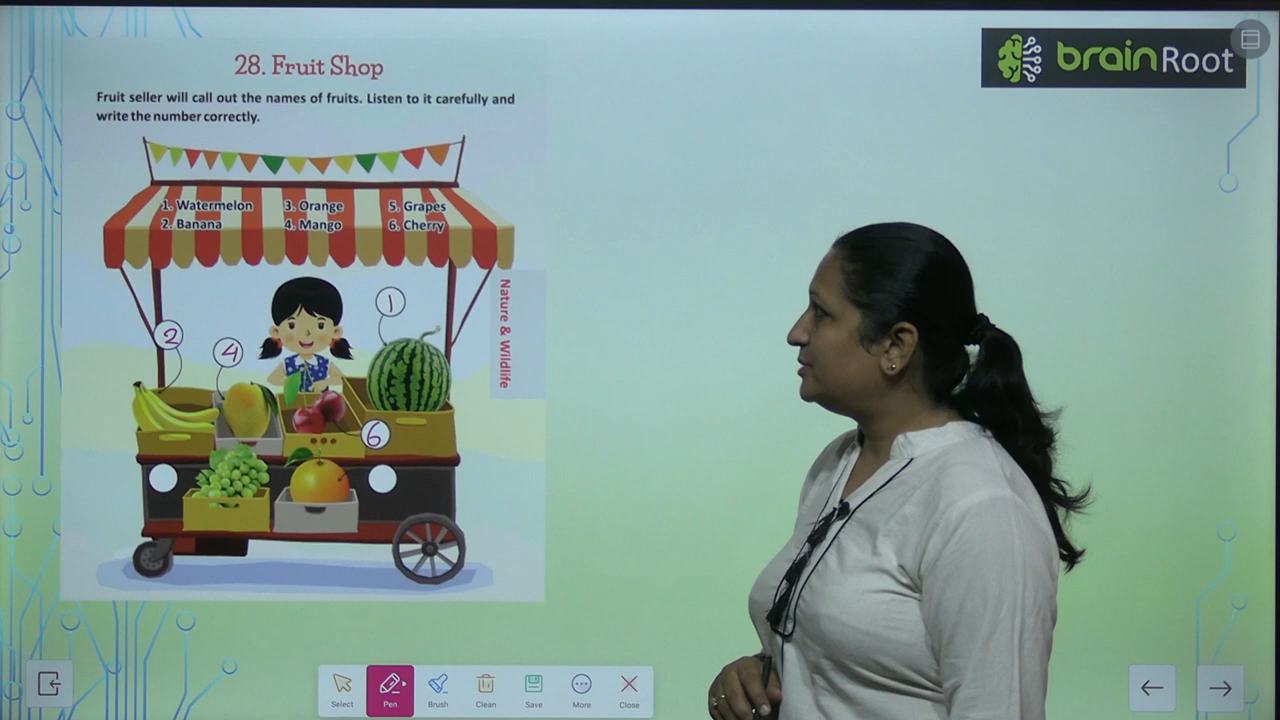 brainRoot
28. Fruit Shop
Fruit seller will call out the names of fruits. Listen to it carefully and
write the number correctly.
1. Watermelon 3. Orange 5. Grapes
2. Banana 4. Mango 6. Cherry
Nature & Wildlife
1
2
4
6
Select Pen Brush Clean Save More Close